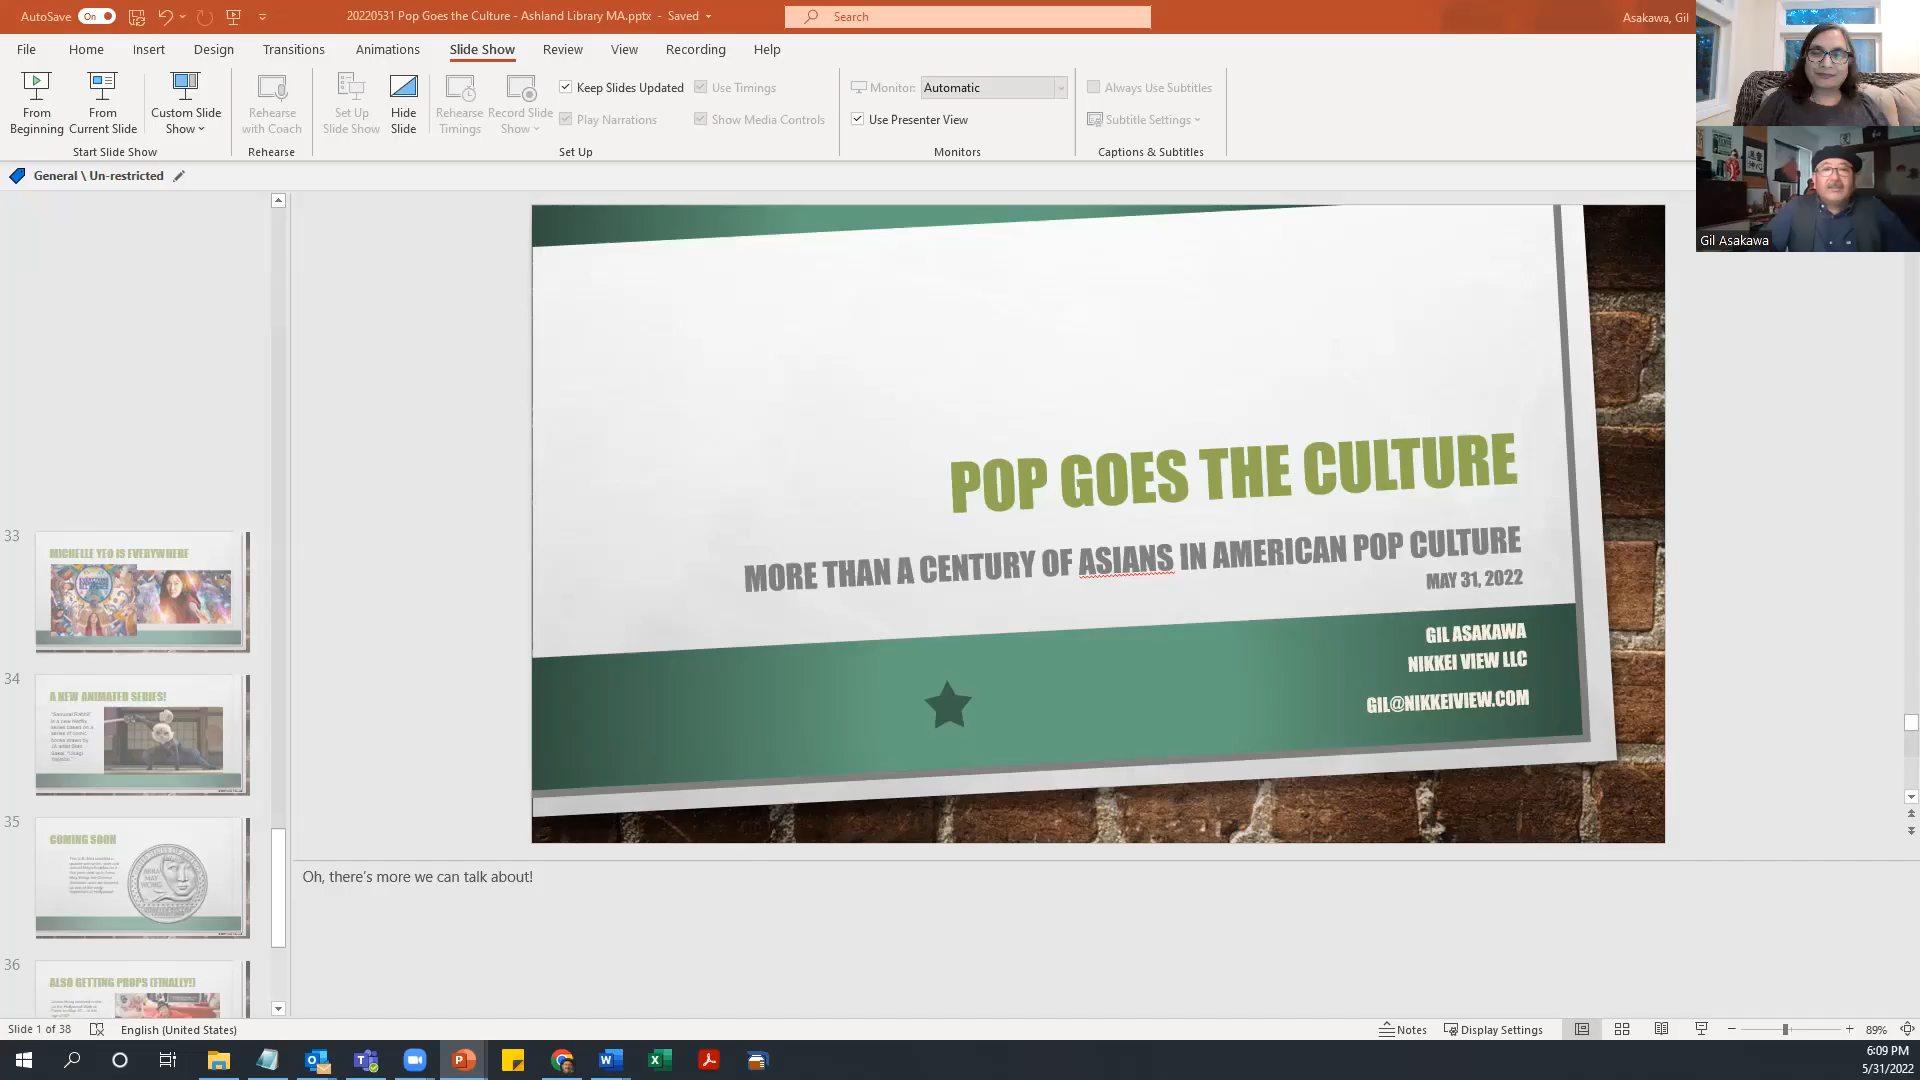 AutoSave On
20220531 Pop Goes the Culture - Ashland Library MA.pptx - Saved
Search
Asakawa, Gil
File Home Insert Design Transitions Animations Slide Show Review View Recording Help
From Beginning
From Current Slide
Custom Slide Show
Rehearse with Coach
Set Up Slide Show
Hide Slide
Rehearse Timings
Record Slide Show
Keep Slides Updated
Play Narrations
Use Timings
Show Media Controls
Monitor: Automatic
Use Presenter View
Always Use Subtitles
Subtitle Settings
Start Slide Show Rehearse Set Up Monitors Captions & Subtitles
General \ Un-restricted
Gil Asakawa
33
MICHELLE YEO IS EVERYWHERE
34
A NEW ANIMATED SERIES!
35
COMING SOON
36
ALSO GETTING PROPS (FINALLY!)
POP GOES THE CULTURE
MORE THAN A CENTURY OF ASIANS IN AMERICAN POP CULTURE
MAY 31, 2022
GIL ASAKAWA
NIKKEI VIEW LLC
GIL@NIKKEIVIEW.COM
Oh, there's more we can talk about!
Slide 1 of 38 English (United States) Notes Display Settings 89%
6:09 PM
5/31/2022